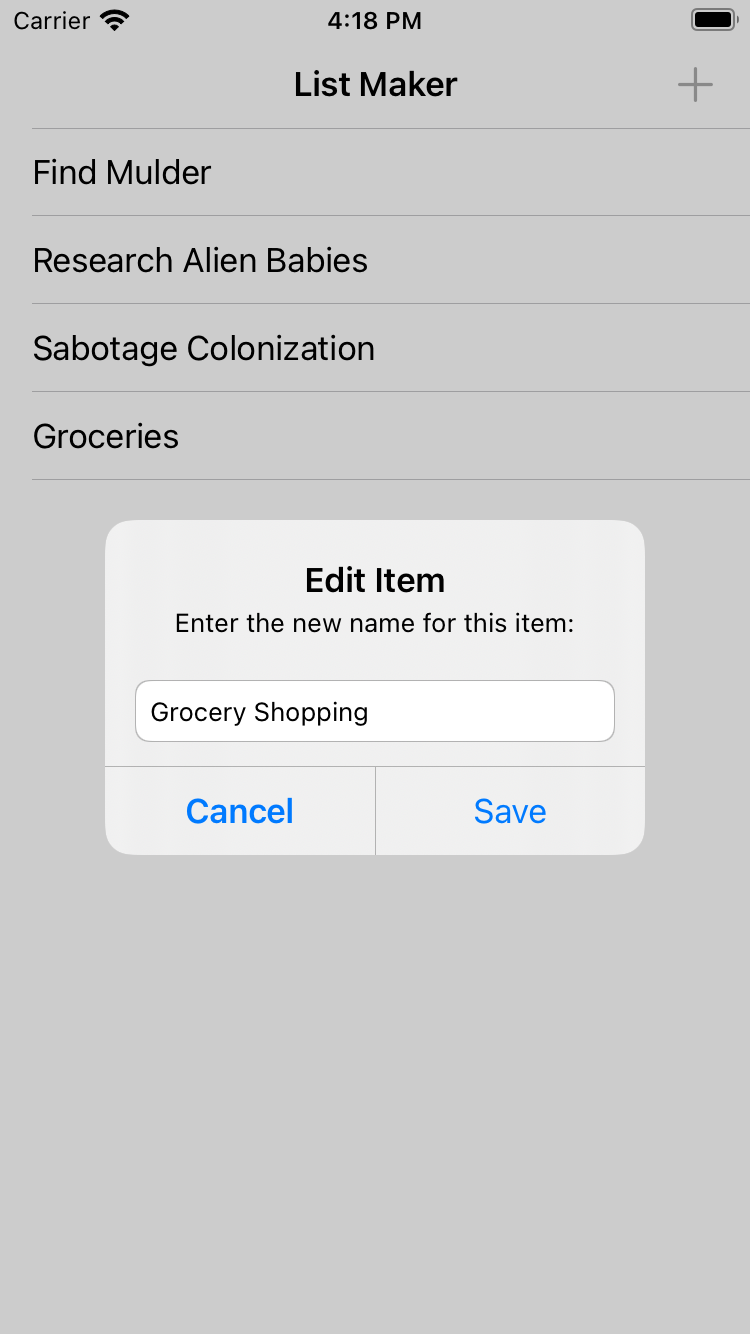 Carrier 4:18 PM
List Maker
Find Mulder
Research Alien Babies
Sabotage Colonization
Groceries
Edit Item
Enter the new name for this item:
Grocery Shopping
Cancel Save